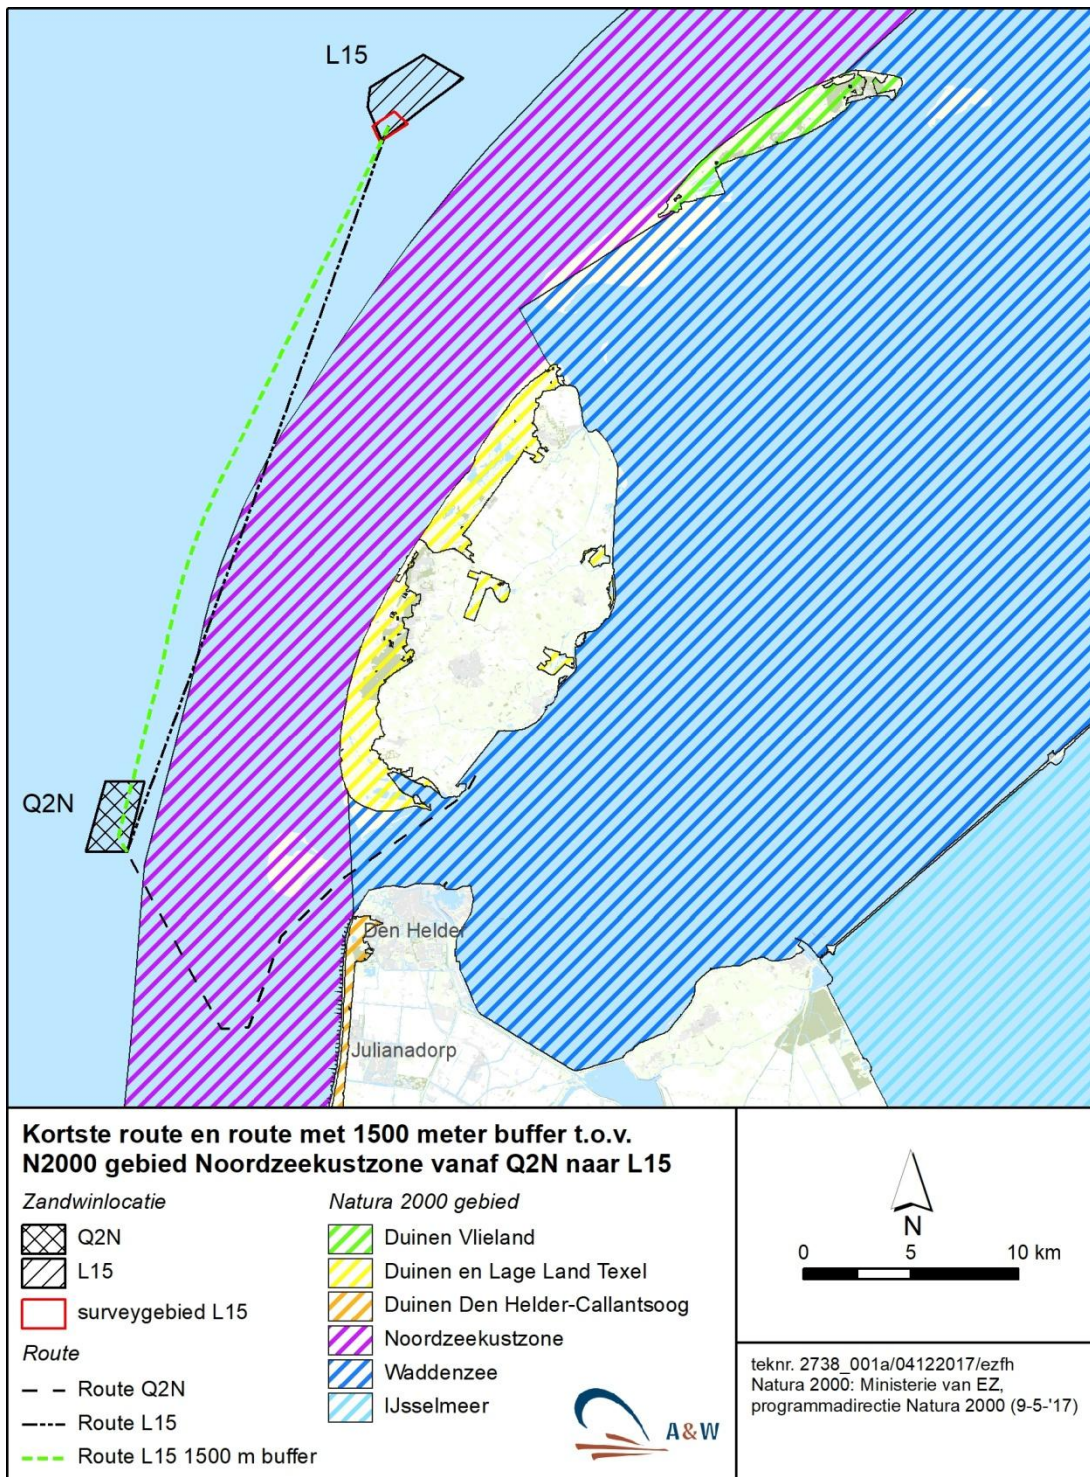 L15
Q2N
Den Helder
Julianadorp
Kortste route en route met 1500 meter buffer t.o.v.
N2000 gebied Noordzeekustzone vanaf Q2N naar L15
Zandwinlocatie
Q2N
L15
surveygebied L15
Route
Route Q2N
Route L15
Route L15 1500 m buffer
Natura 2000 gebied
Duinen Vlieland
Duinen en Lage Land Texel
Duinen Den Helder-Callantsoog
Noordzeekustzone
Waddenzee
IJsselmeer
A&W
N
0 5 10 km
teknr. 2738_001a/04122017/ezfh
Natura 2000: Ministerie van EZ,
programmadirectie Natura 2000 (9-5-'17)